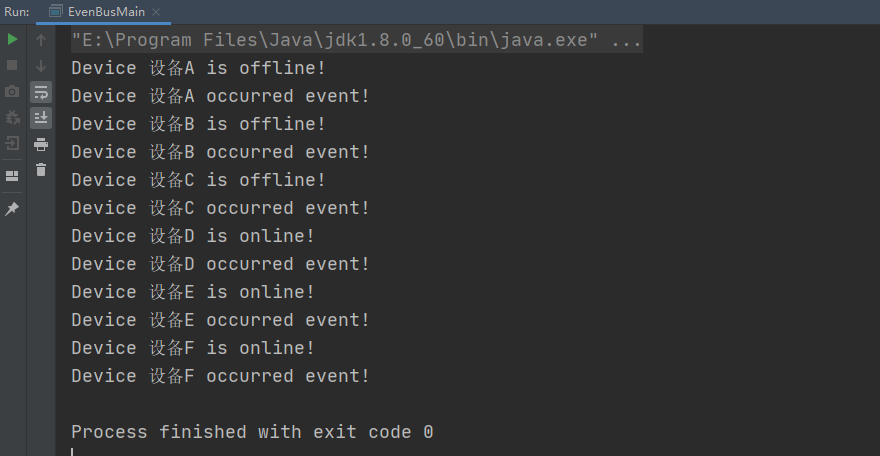 Run: EvenBusMain ×
"E:\Program Files\Java\jdk1.8.0_60\bin\java.exe" ...
Device 设备A is offline!
Device 设备A occurred event!
Device 设备B is offline!
Device 设备B occurred event!
Device 设备C is offline!
Device 设备C occurred event!
Device 设备D is online!
Device 设备D occurred event!
Device 设备E is online!
Device 设备E occurred event!
Device 设备F is online!
Device 设备F occurred event!
Process finished with exit code 0